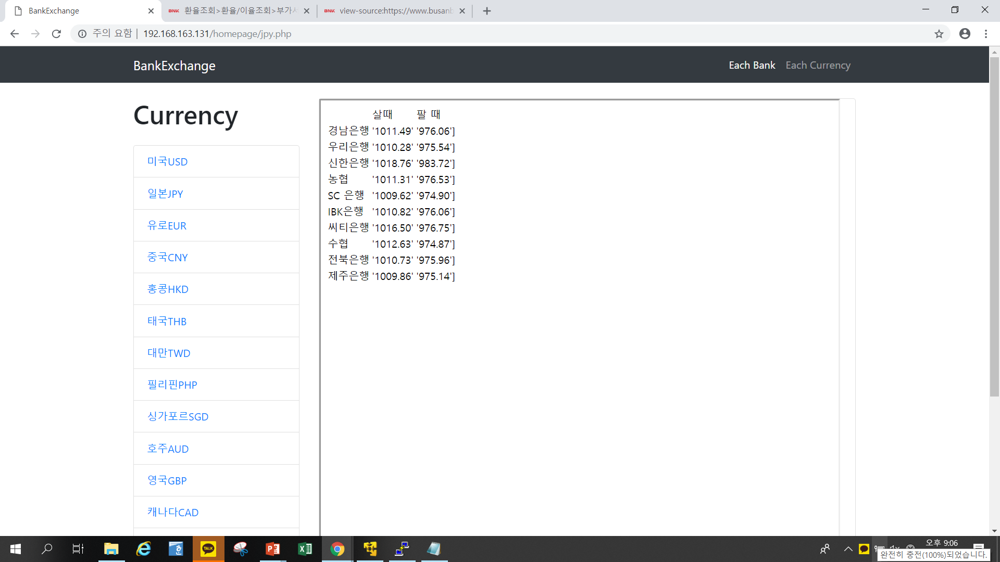 BankExchange
환율조회>환율/이율조회>부가서
view-source:https://www.busanb
주의 요함 | 192.168.163.131/homepage/jpy.php
BankExchange
Each Bank Each Currency
Currency
미국USD
일본JPY
유로EUR
중국CNY
홍콩HKD
태국THB
대만TWD
필리핀PHP
싱가포르SGD
호주AUD
영국GBP
캐나다CAD
살때 팔 때
경남은행 '1011.49' '976.06']
우리은행 '1010.28' '975.54']
신한은행 '1018.76' '983.72']
농협 '1011.31' '976.53']
SC 은행 '1009.62' '974.90']
IBK은행 '1010.82' '976.06']
씨티은행 '1016.50' '976.75']
수협 '1012.63' '974.87']
전북은행 '1010.73' '975.96']
제주은행 '1009.86' '975.14']
TALK
오후 9:06
완전히 충전(100%)되었습니다.